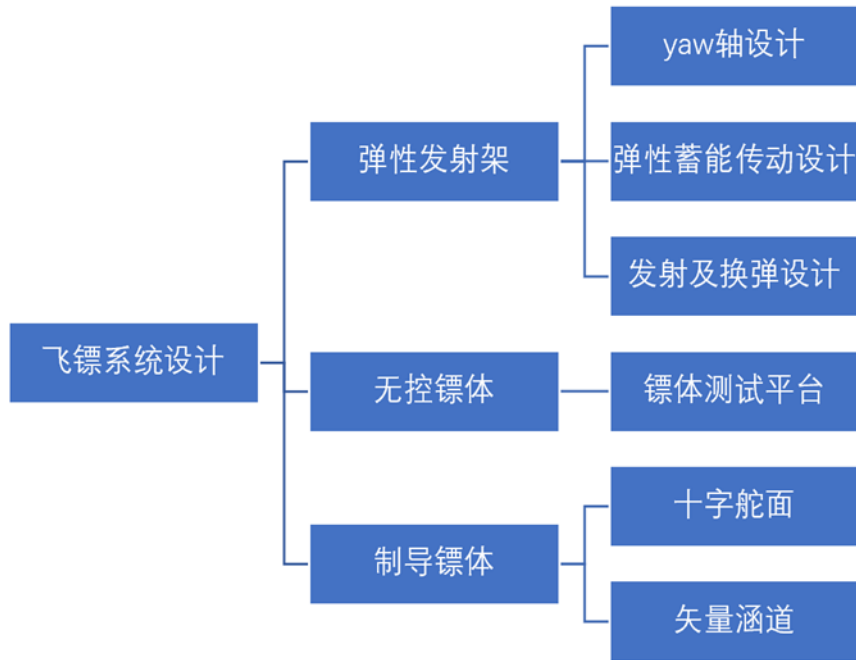 飞镖系统设计
弹性发射架
yaw轴设计
弹性蓄能传动设计
发射及换弹设计
无控镖体
镖体测试平台
制导镖体
十字舵面
矢量涵道